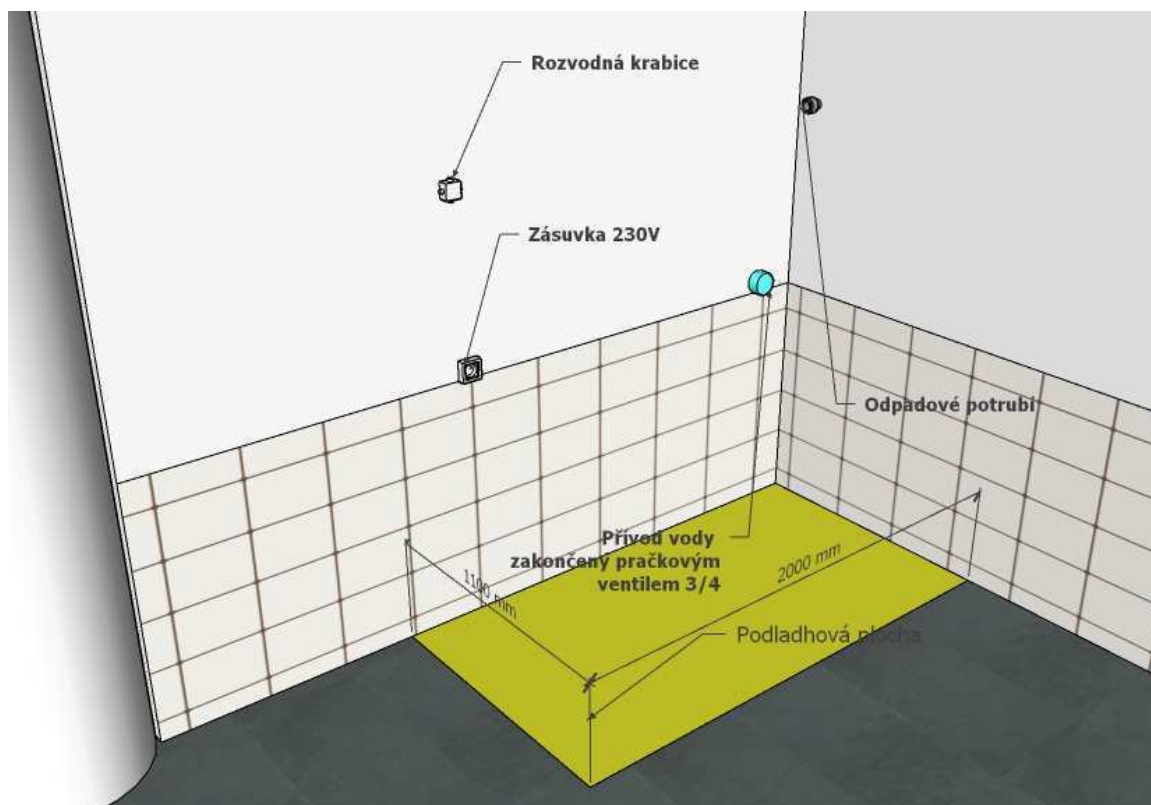 Rozvodná krabice
Zásuvka 230V
Odpadové potrubí
Přívod vody
zakončený pračkovým
ventilem 3/4
1100 mm
2000 mm
Podladhová plocha